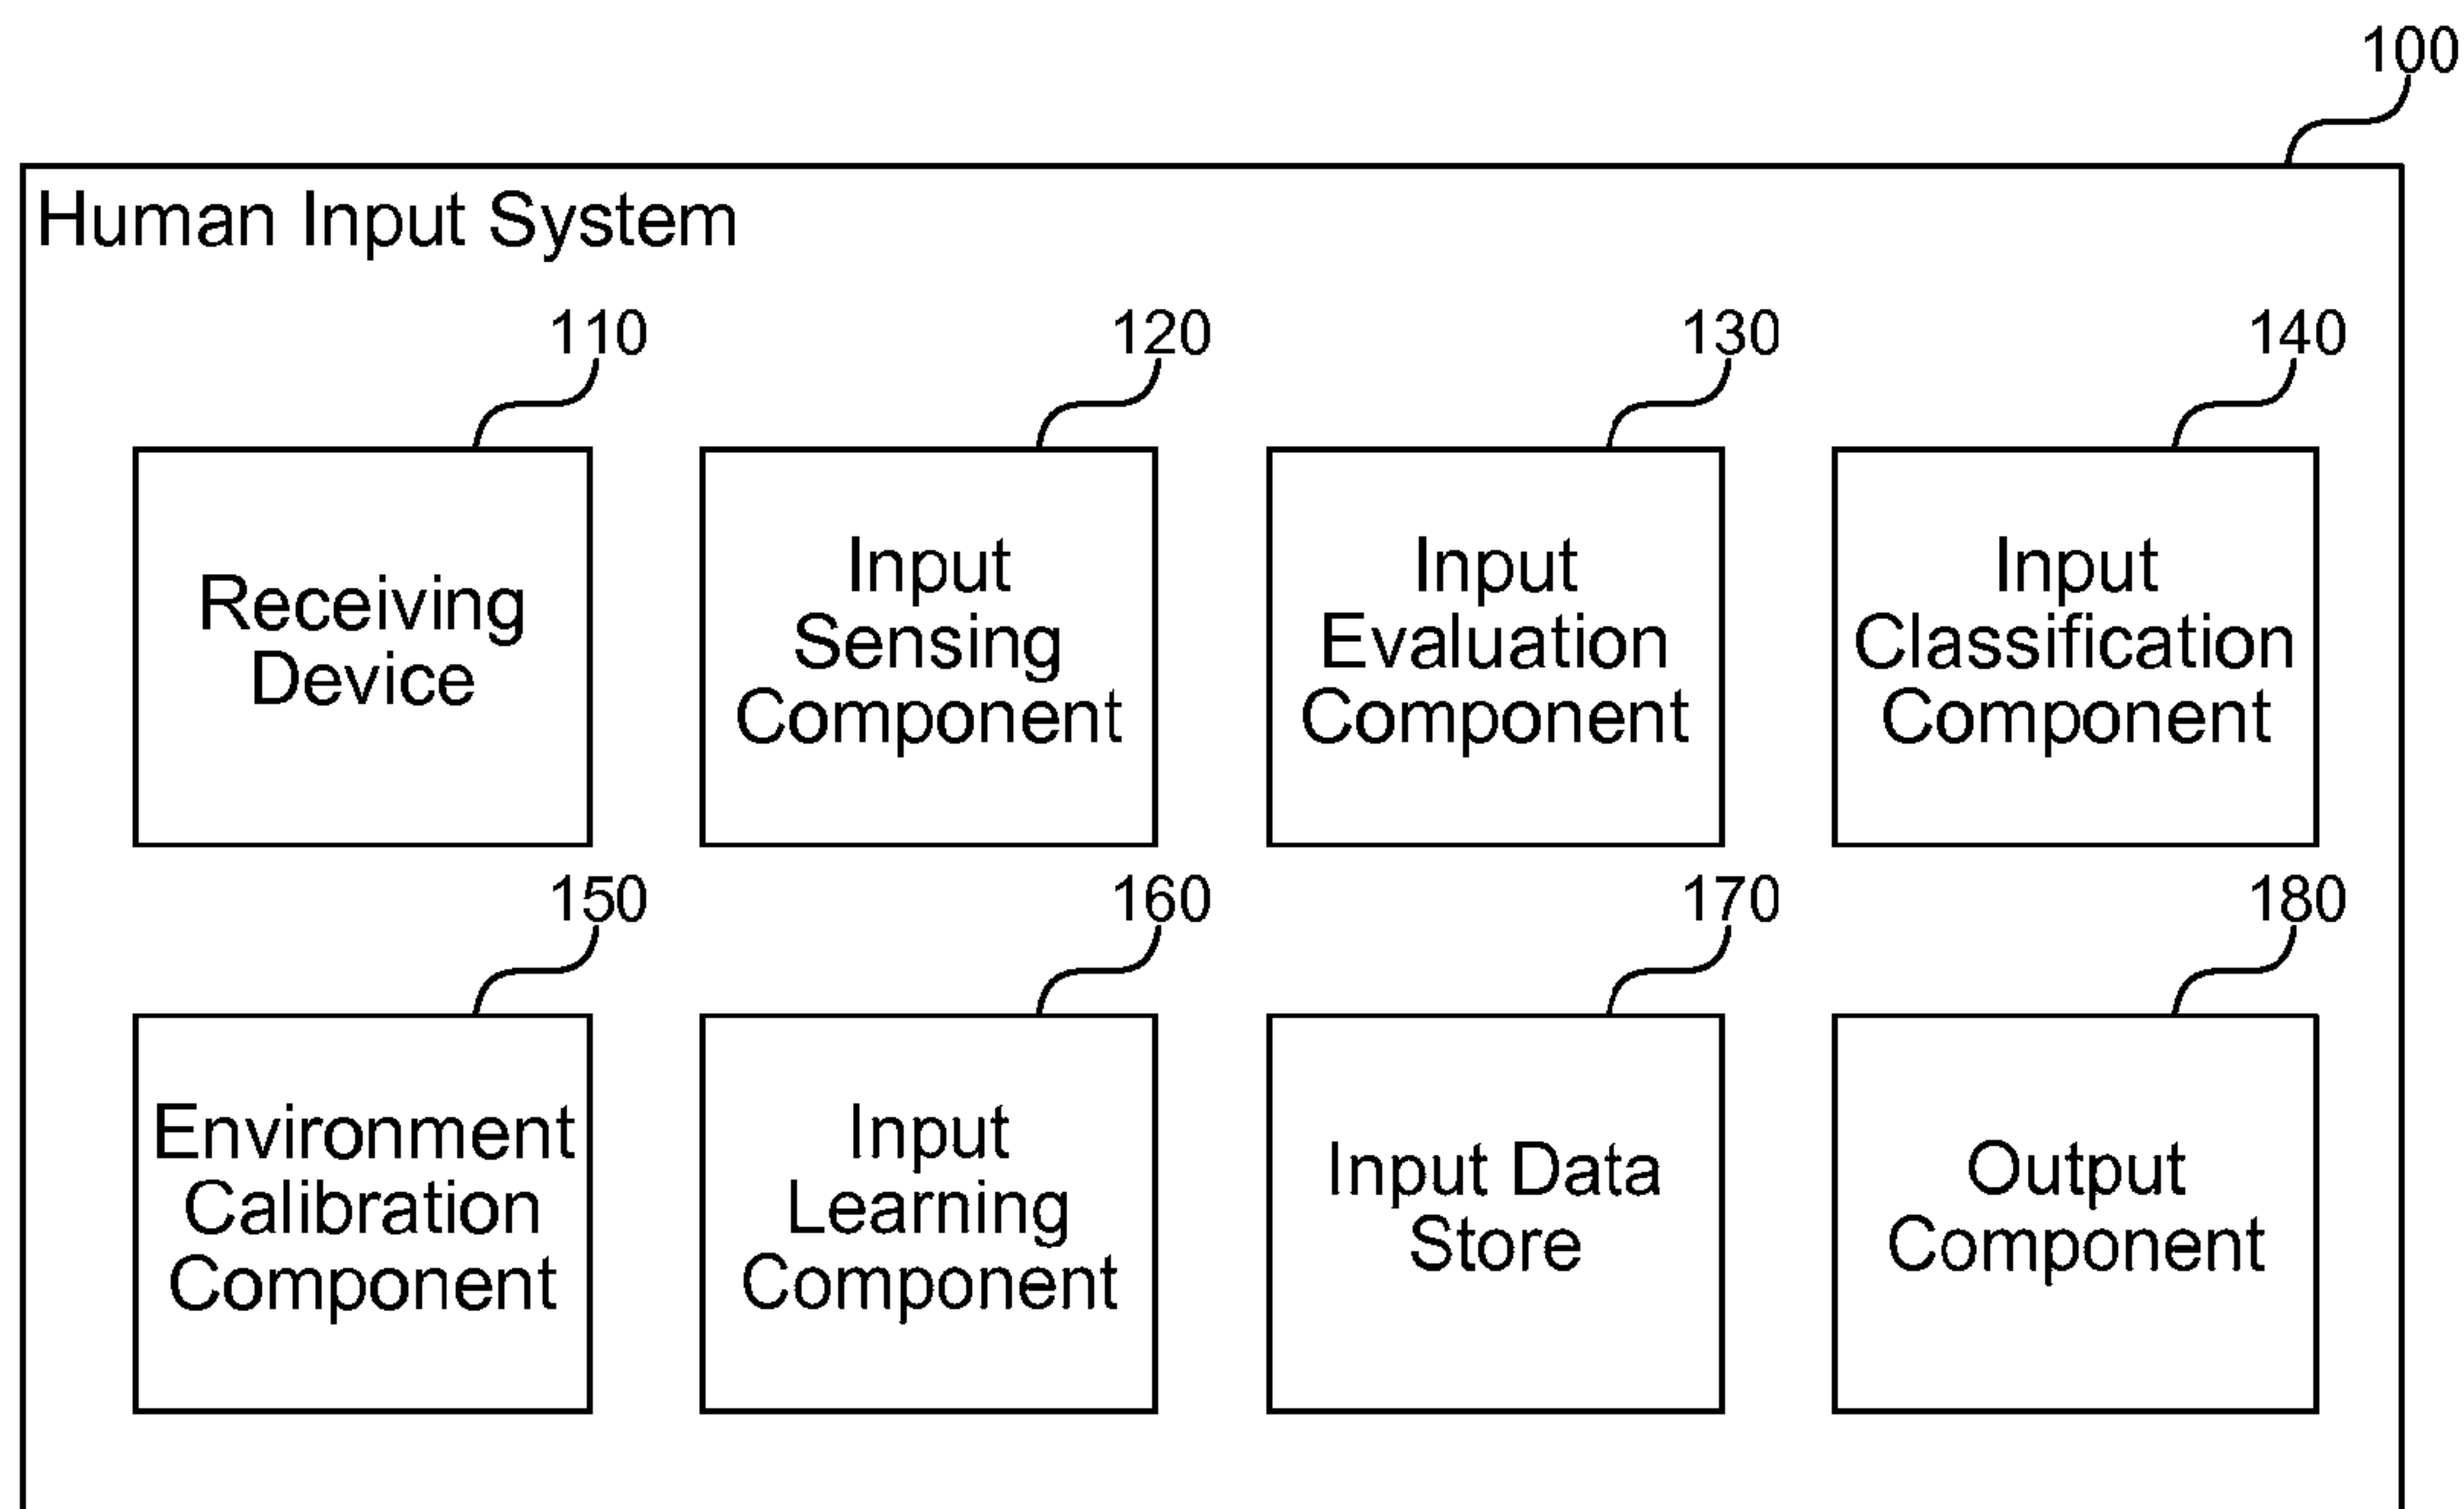 100
Human Input System
110
120
130
140
Receiving
Device
Input
Sensing
Component
Input
Evaluation
Component
Input
Classification
Component
150
160
170
180
Environment
Calibration
Component
Input
Learning
Component
Input Data
Store
Output
Component